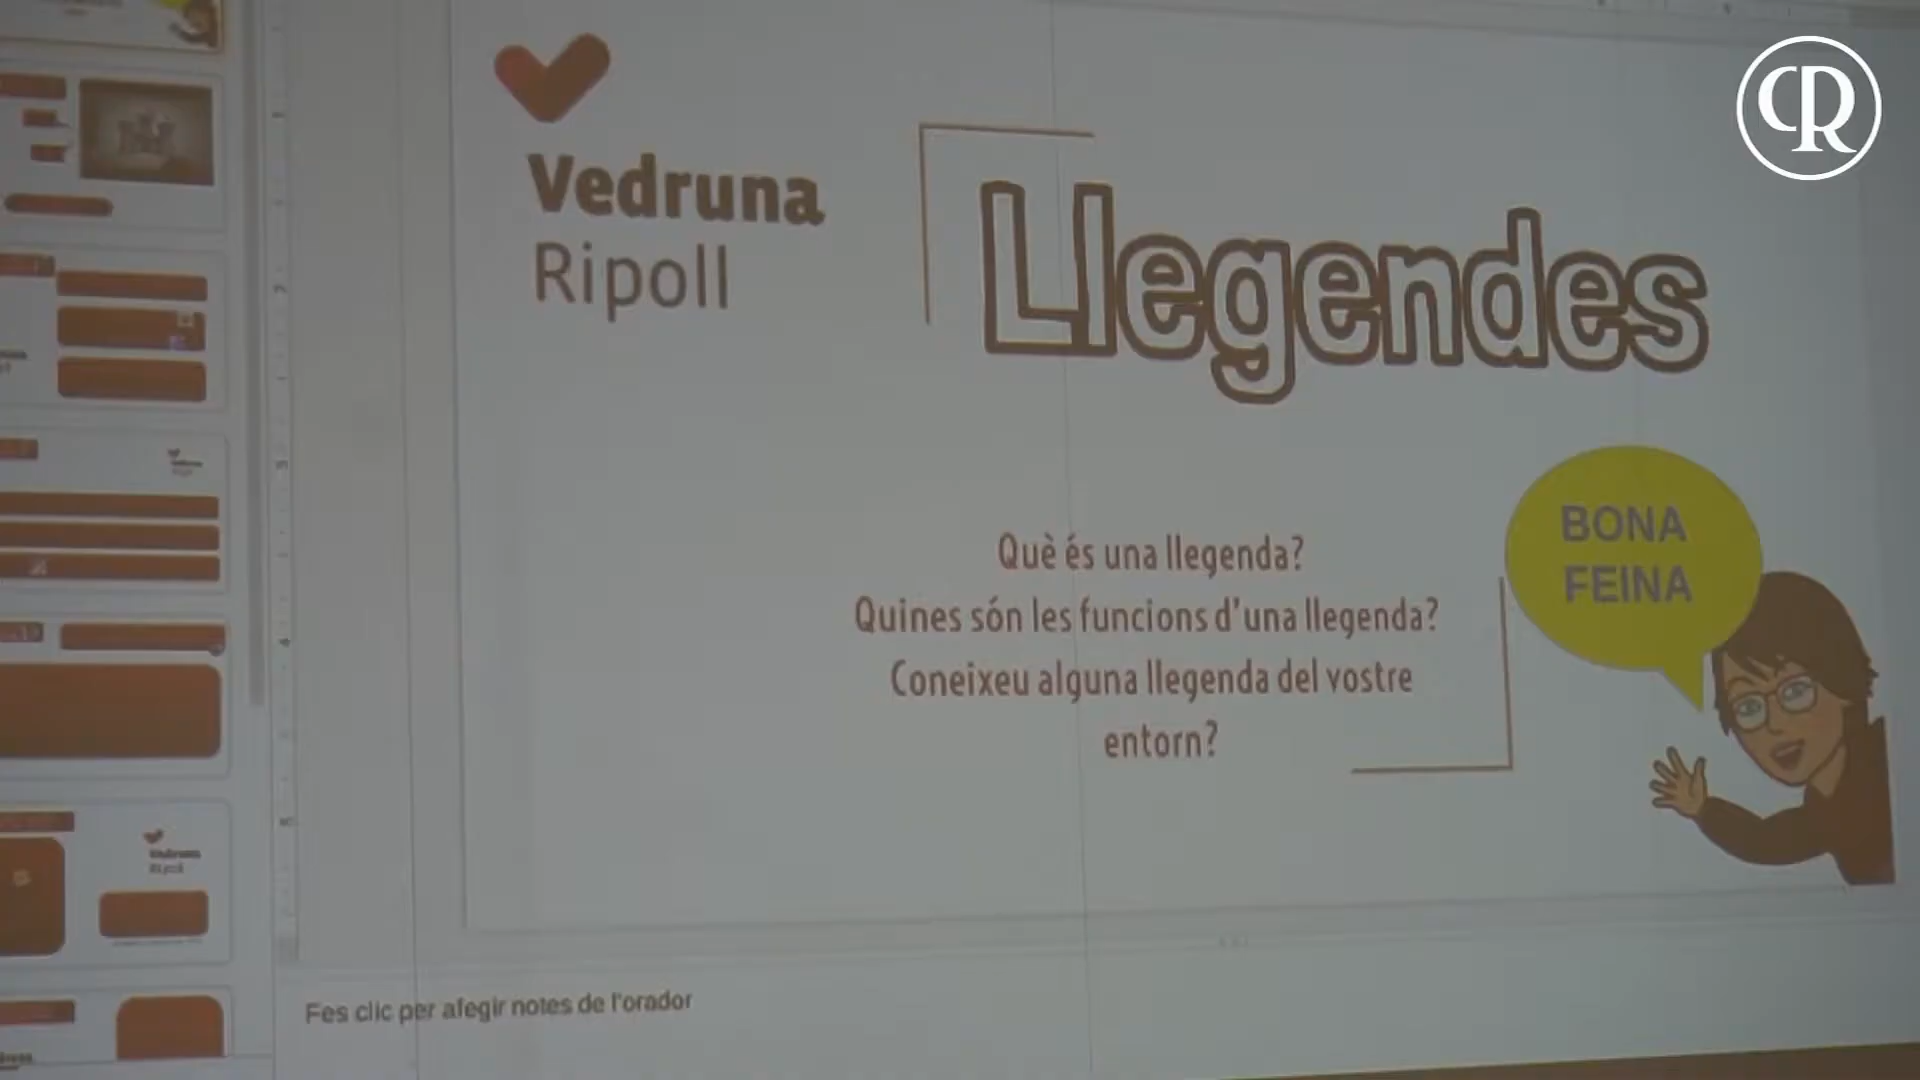 CR
Vedruna
Ripoll
Llegendes
Què és una llegenda?
Quines són les funcions d'una llegenda?
Coneixeu alguna llegenda del vostre
entorn?
BONA
FEINA
Fes clic per afegir notes de l'orador